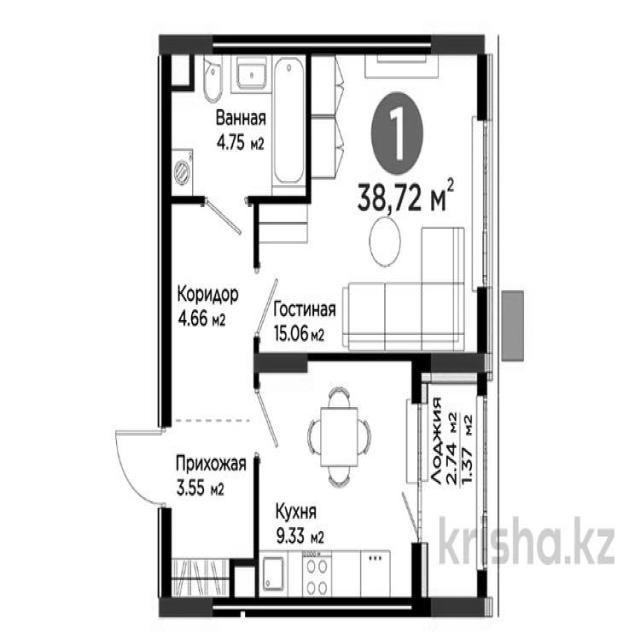 Ванная
4.75 м2
1
38,72 м2
Коридор
4.66 м2
Гостиная
15.06 м2
Прихожая
3.55 м2
Кухня
9.33 м2
Лоджия
2.74 м2
1.37 м2
krisha.kz